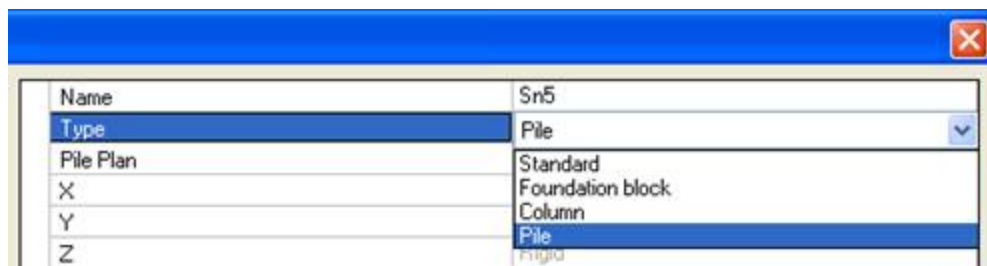 Name Sn5
Type Pile
Pile Plan Standard
Foundation block
X
Column
Y
Pile
Z Rigid